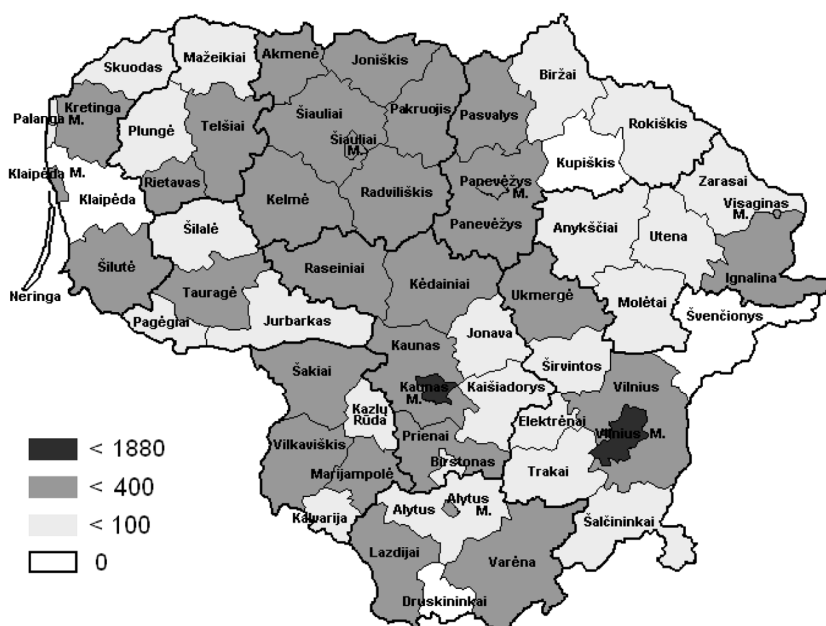 Skuodas
Mažeikiai
Akmenė
Joniškis
Biržai
Kretinga
M.
Palanga
Plungė
Telšiai
Šiauliai
Šiauliai
M.
Pakruojis
Pasvalys
Rokiškis
Klaipėda M.
Klaipėda
Rietavas
Kelmė
Radviliškis
Panevėžys
M.
Panevėžys
Kupiškis
Zarasai
Visaginas
M.
Neringa
Šilutė
Šilalė
Anykščiai
Utena
Ignalina
Tauragė
Raseiniai
Kėdainiai
Ukmergė
Molėtai
Švenčionys
Pagėgiai
Jurbarkas
Jonava
Kaunas
Širvintos
Šakiai
Kaunas
M.
Kaišiadorys
Vilnius
Kazlų
Rūda
Elektrėnai
Vilnius M.
Vilkaviškis
Prienai
Birštonas
Marijampolė
Trakai
Kalvarija
Alytus
Alytus
M.
Šalčininkai
Lazdijai
Varėna
Druskininkai
< 1880
< 400
< 100
0